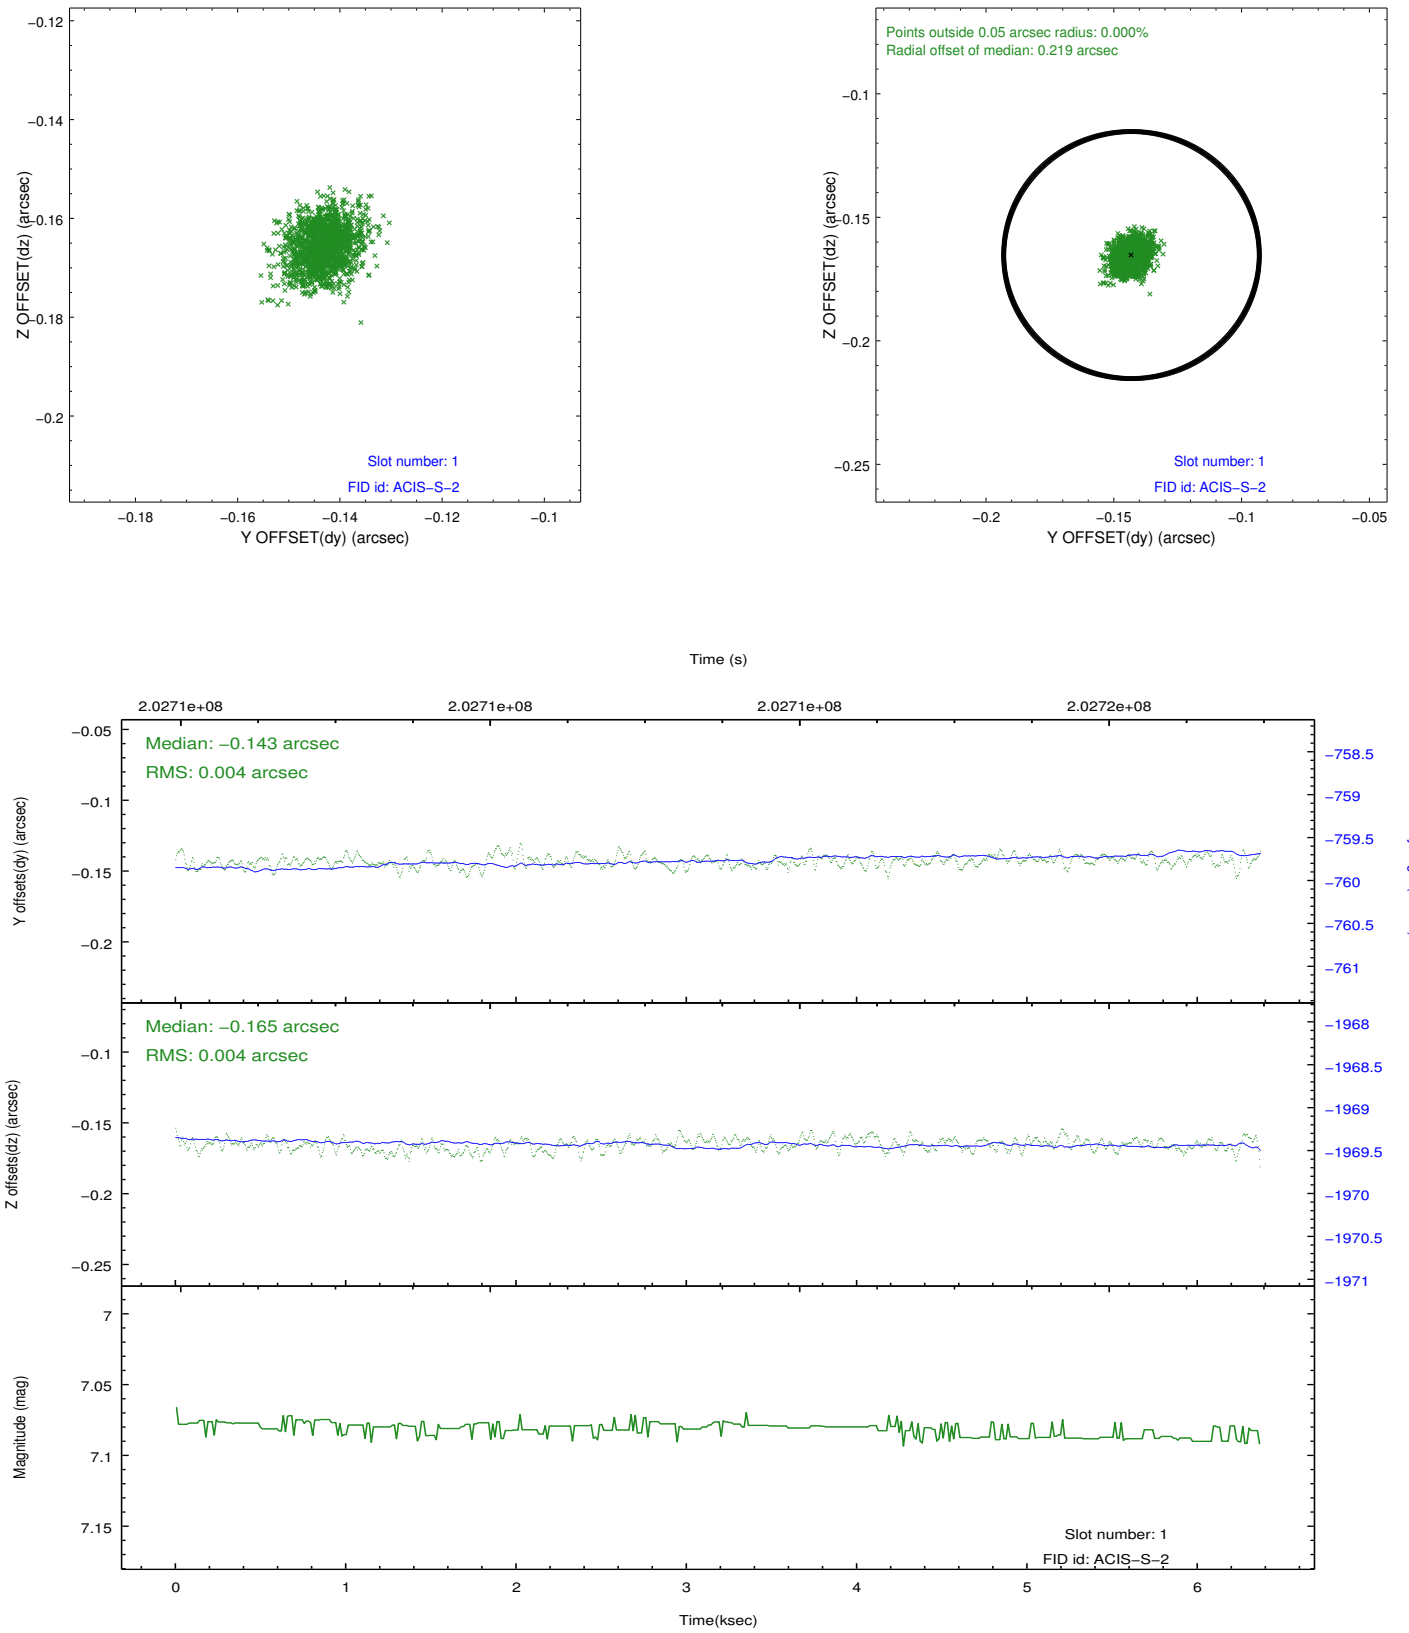 −0.12
−0.14
−0.16
−0.18
−0.2
Z OFFSET(dz) (arcsec)
Slot number: 1
FID id: ACIS−S−2
−0.18
−0.16
−0.14
−0.12
−0.1
Y OFFSET(dy) (arcsec)
Points outside 0.05 arcsec radius: 0.000%
Radial offset of median: 0.219 arcsec
−0.1
−0.15
−0.2
−0.25
Z OFFSET(dz) (arcsec)
Slot number: 1
FID id: ACIS−S−2
−0.2
−0.15
−0.1
−0.05
Y OFFSET(dy) (arcsec)
Time (s)
2.0271e+08
2.0271e+08
2.0271e+08
2.0272e+08
Median: −0.143 arcsec
RMS: 0.004 arcsec
−0.05
−0.1
−0.15
−0.2
Y offsets(dy) (arcsec)
−758.5
−759
−759.5
−760
−760.5
−761
Median: −0.165 arcsec
RMS: 0.004 arcsec
−0.1
−0.15
−0.2
−0.25
Z offsets(dz) (arcsec)
−1968
−1968.5
−1969
−1969.5
−1970
−1970.5
−1971
7
7.05
7.1
7.15
Magnitude (mag)
Slot number: 1
FID id: ACIS−S−2
0
1
2
3
4
5
6
Time(ksec)